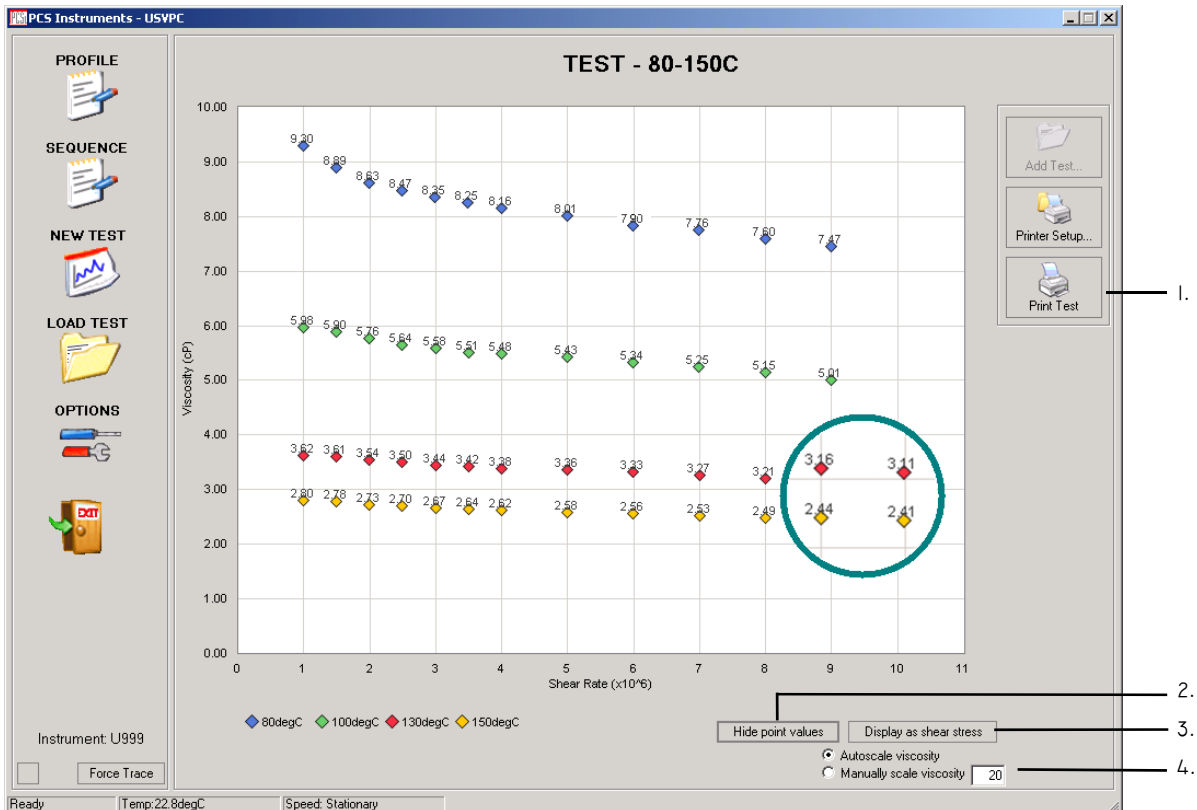 PCS Instruments - USVPC
PROFILE
SEQUENCE
NEW TEST
LOAD TEST
OPTIONS
EXIT
Instrument: U999
Force Trace
TEST - 80-150C
10.00
9.00
8.00
7.00
6.00
5.00
4.00
3.00
2.00
1.00
0.00
Viscosity (cP)
9.30 8.89 8.63 8.47 8.35 8.25 8.16 8.01 7.90 7.76 7.60 7.47
5.98 5.90 5.76 5.64 5.58 5.51 5.48 5.43 5.34 5.25 5.15 5.01
3.62 3.61 3.54 3.50 3.44 3.42 3.38 3.36 3.33 3.27 3.21 3.16 3.11
2.80 2.78 2.73 2.70 2.67 2.64 2.62 2.58 2.56 2.53 2.49 2.44 2.41
0 1 2 3 4 5 6 7 8 9 10 11
Shear Rate (x10^6)
80degC 100degC 130degC 150degC
Add Test...
Printer Setup...
Print Test
1.
Hide point values
2.
Display as shear stress
3.
Autoscale viscosity
Manually scale viscosity 20
4.
Ready Temp:22.8degC Speed: Stationary